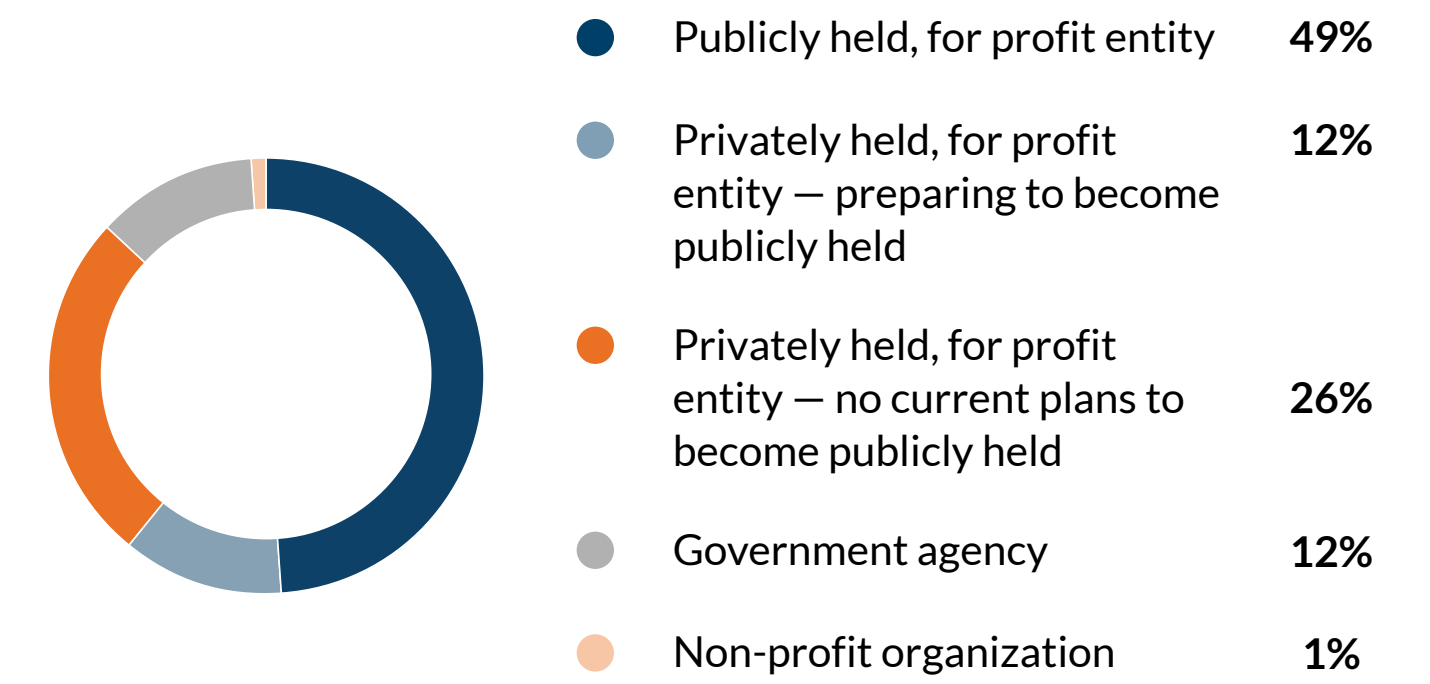 Publicly held, for profit entity 49%
Privately held, for profit 12%
entity — preparing to become
publicly held
Privately held, for profit
entity — no current plans to 26%
become publicly held
Government agency 12%
Non-profit organization 1%